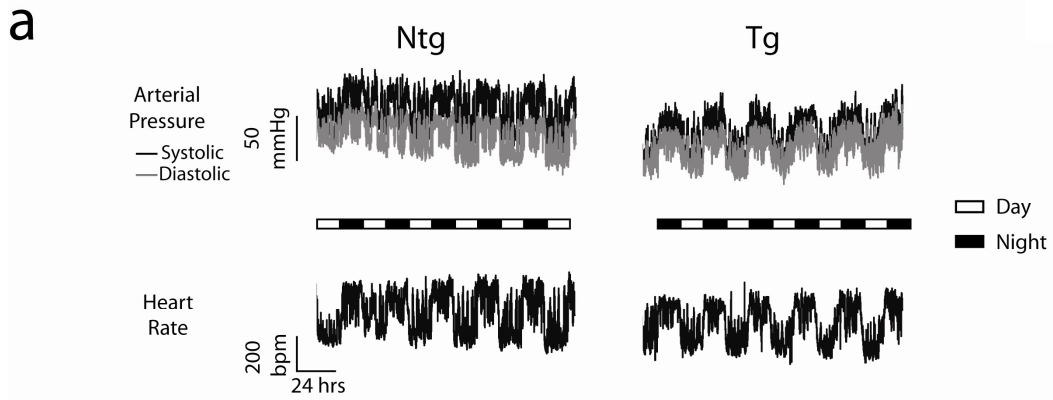 a
Ntg
Tg
Arterial
Pressure
Systolic
Diastolic
50
mmHg
Day
Night
Heart
Rate
200
bpm
24 hrs